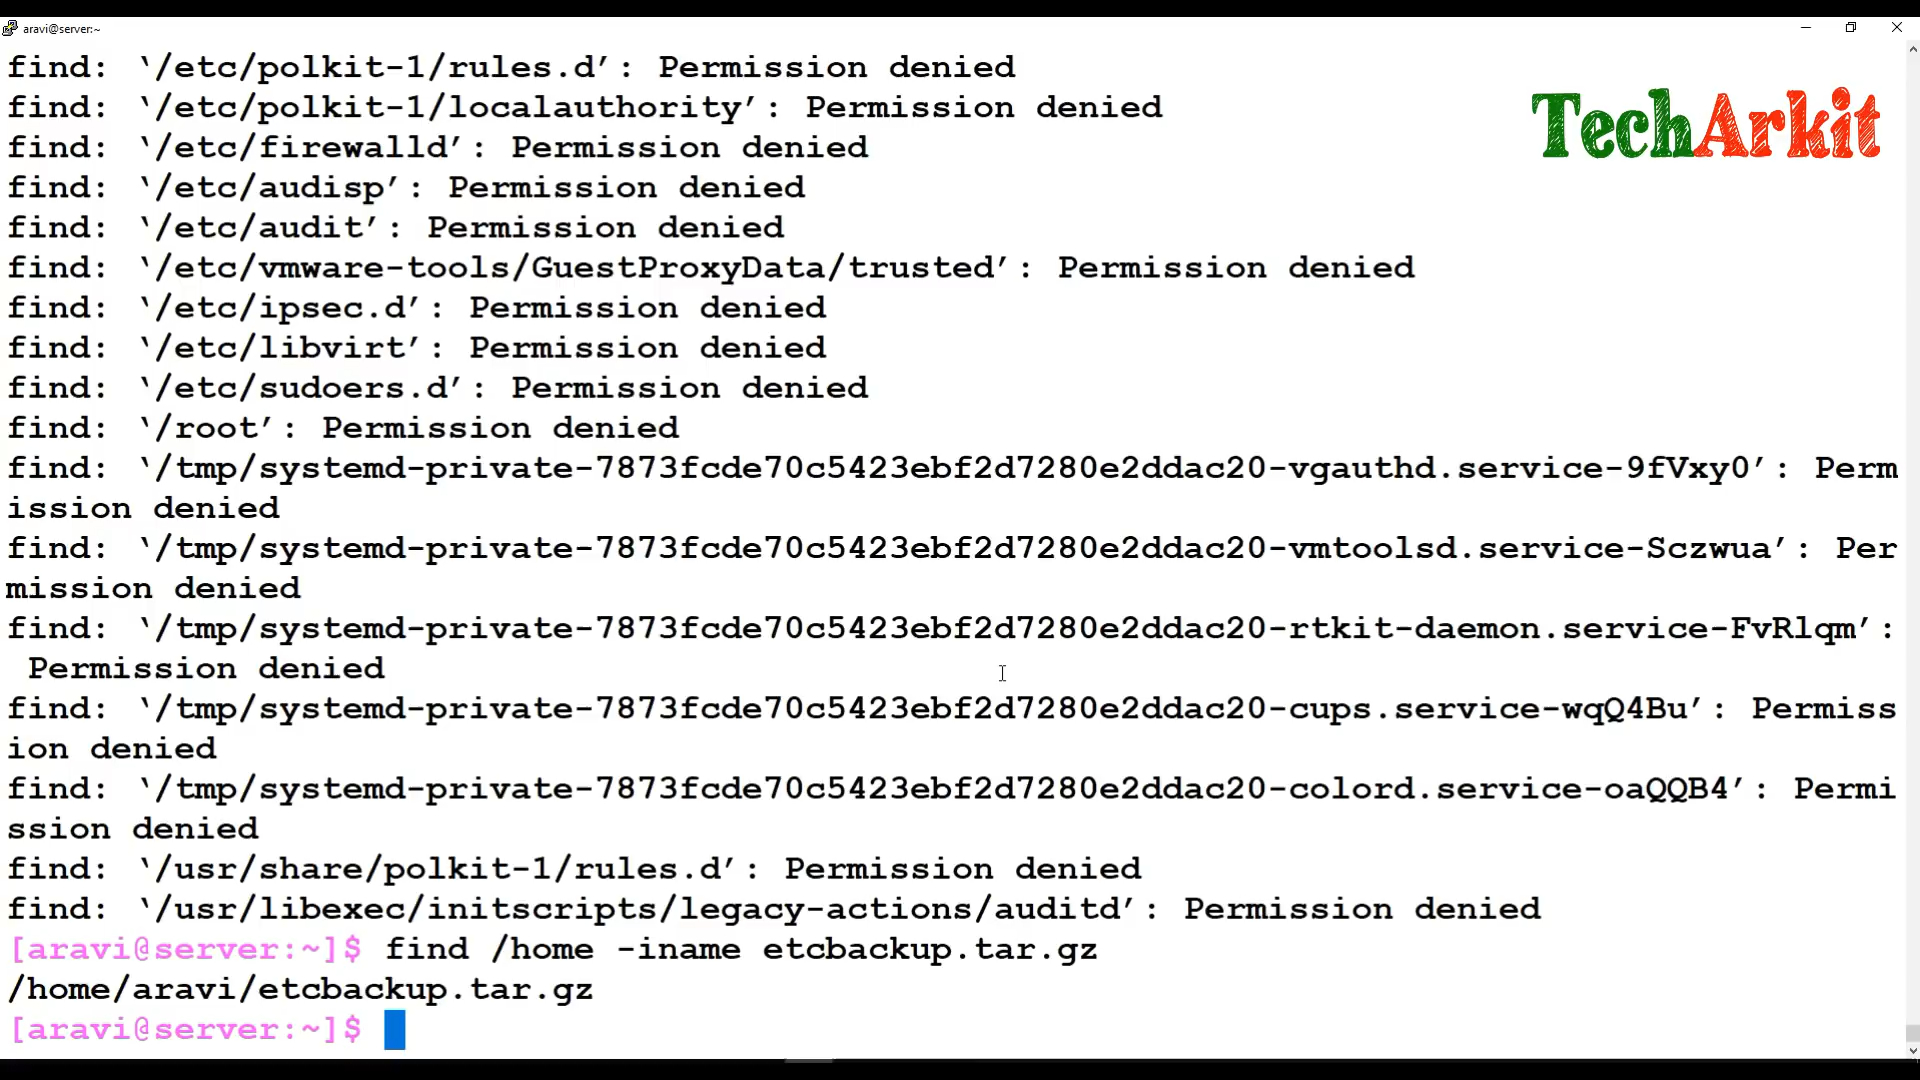 aravi@server:~
find: ‘/etc/polkit-1/rules.d’: Permission denied
find: ‘/etc/polkit-1/localauthority’: Permission denied
find: ‘/etc/firewalld’: Permission denied
find: ‘/etc/audisp’: Permission denied
find: ‘/etc/audit’: Permission denied
find: ‘/etc/vmware-tools/GuestProxyData/trusted’: Permission denied
find: ‘/etc/ipsec.d’: Permission denied
find: ‘/etc/libvirt’: Permission denied
find: ‘/etc/sudoers.d’: Permission denied
find: ‘/root’: Permission denied
find: ‘/tmp/systemd-private-7873fcde70c5423ebf2d7280e2ddac20-vgauthd.service-9fVxy0’: Perm
ission denied
find: ‘/tmp/systemd-private-7873fcde70c5423ebf2d7280e2ddac20-vmtoolsd.service-Sczwua’: Per
mission denied
find: ‘/tmp/systemd-private-7873fcde70c5423ebf2d7280e2ddac20-rtkit-daemon.service-FvRlqm’:
 Permission denied
find: ‘/tmp/systemd-private-7873fcde70c5423ebf2d7280e2ddac20-cups.service-wqQ4Bu’: Permiss
ion denied
find: ‘/tmp/systemd-private-7873fcde70c5423ebf2d7280e2ddac20-colord.service-oaQQB4’: Permi
ssion denied
find: ‘/usr/share/polkit-1/rules.d’: Permission denied
find: ‘/usr/libexec/initscripts/legacy-actions/auditd’: Permission denied
[aravi@server:~]$ find /home -iname etcbackup.tar.gz
/home/aravi/etcbackup.tar.gz
[aravi@server:~]$
TechArkit